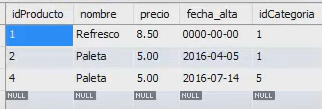 idProducto nombre precio fecha_alta idCategoria
1 Refresco 8.50 0000-00-00 1
2 Paleta 5.00 2016-04-05 1
4 Paleta 5.00 2016-07-14 5
NULL NULL NULL NULL NULL